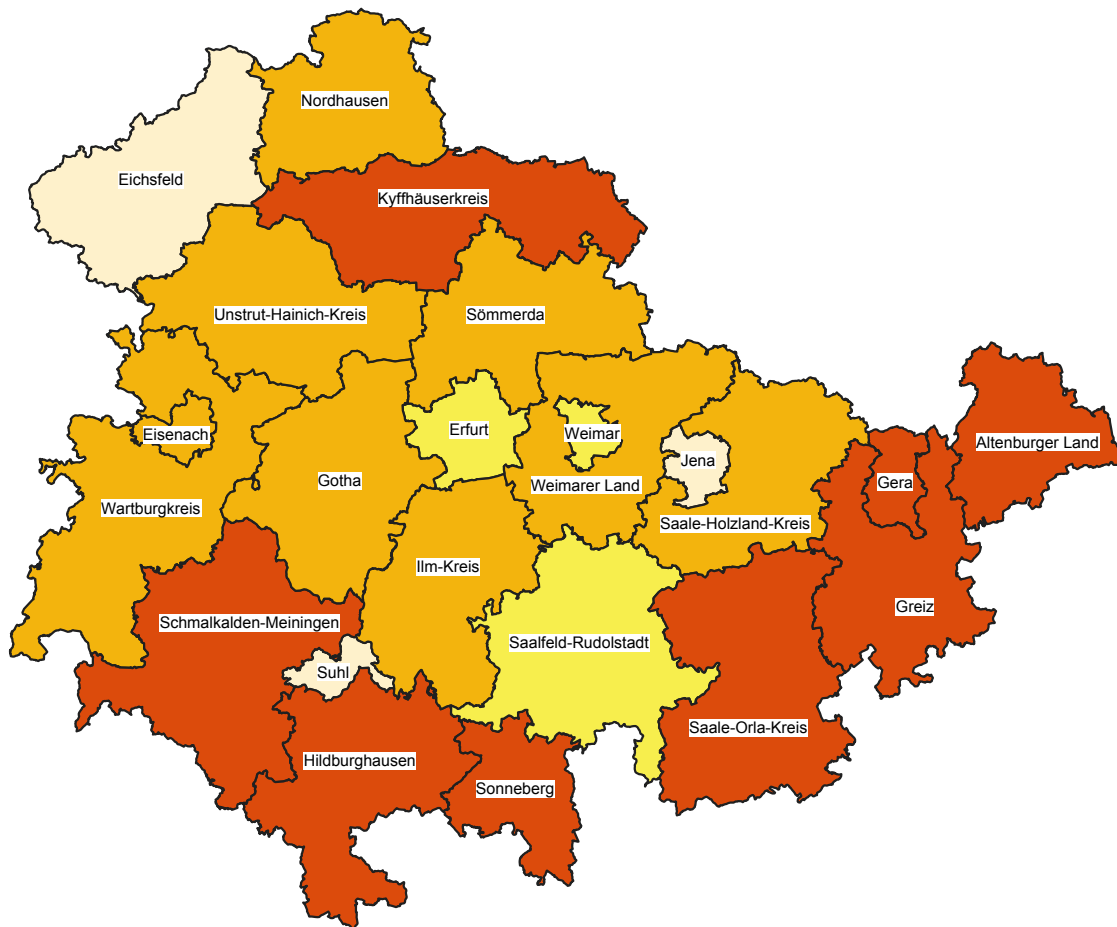 Nordhausen
Eichsfeld
Kyffhäuserkreis
Unstrut-Hainich-Kreis
Sömmerda
Eisenach
Erfurt
Weimar
Altenburger Land
Jena
Gotha
Weimarer Land
Gera
Wartburgkreis
Saale-Holzland-Kreis
Ilm-Kreis
Greiz
Schmalkalden-Meiningen
Saalfeld-Rudolstadt
Suhl
Saale-Orla-Kreis
Hildburghausen
Sonneberg